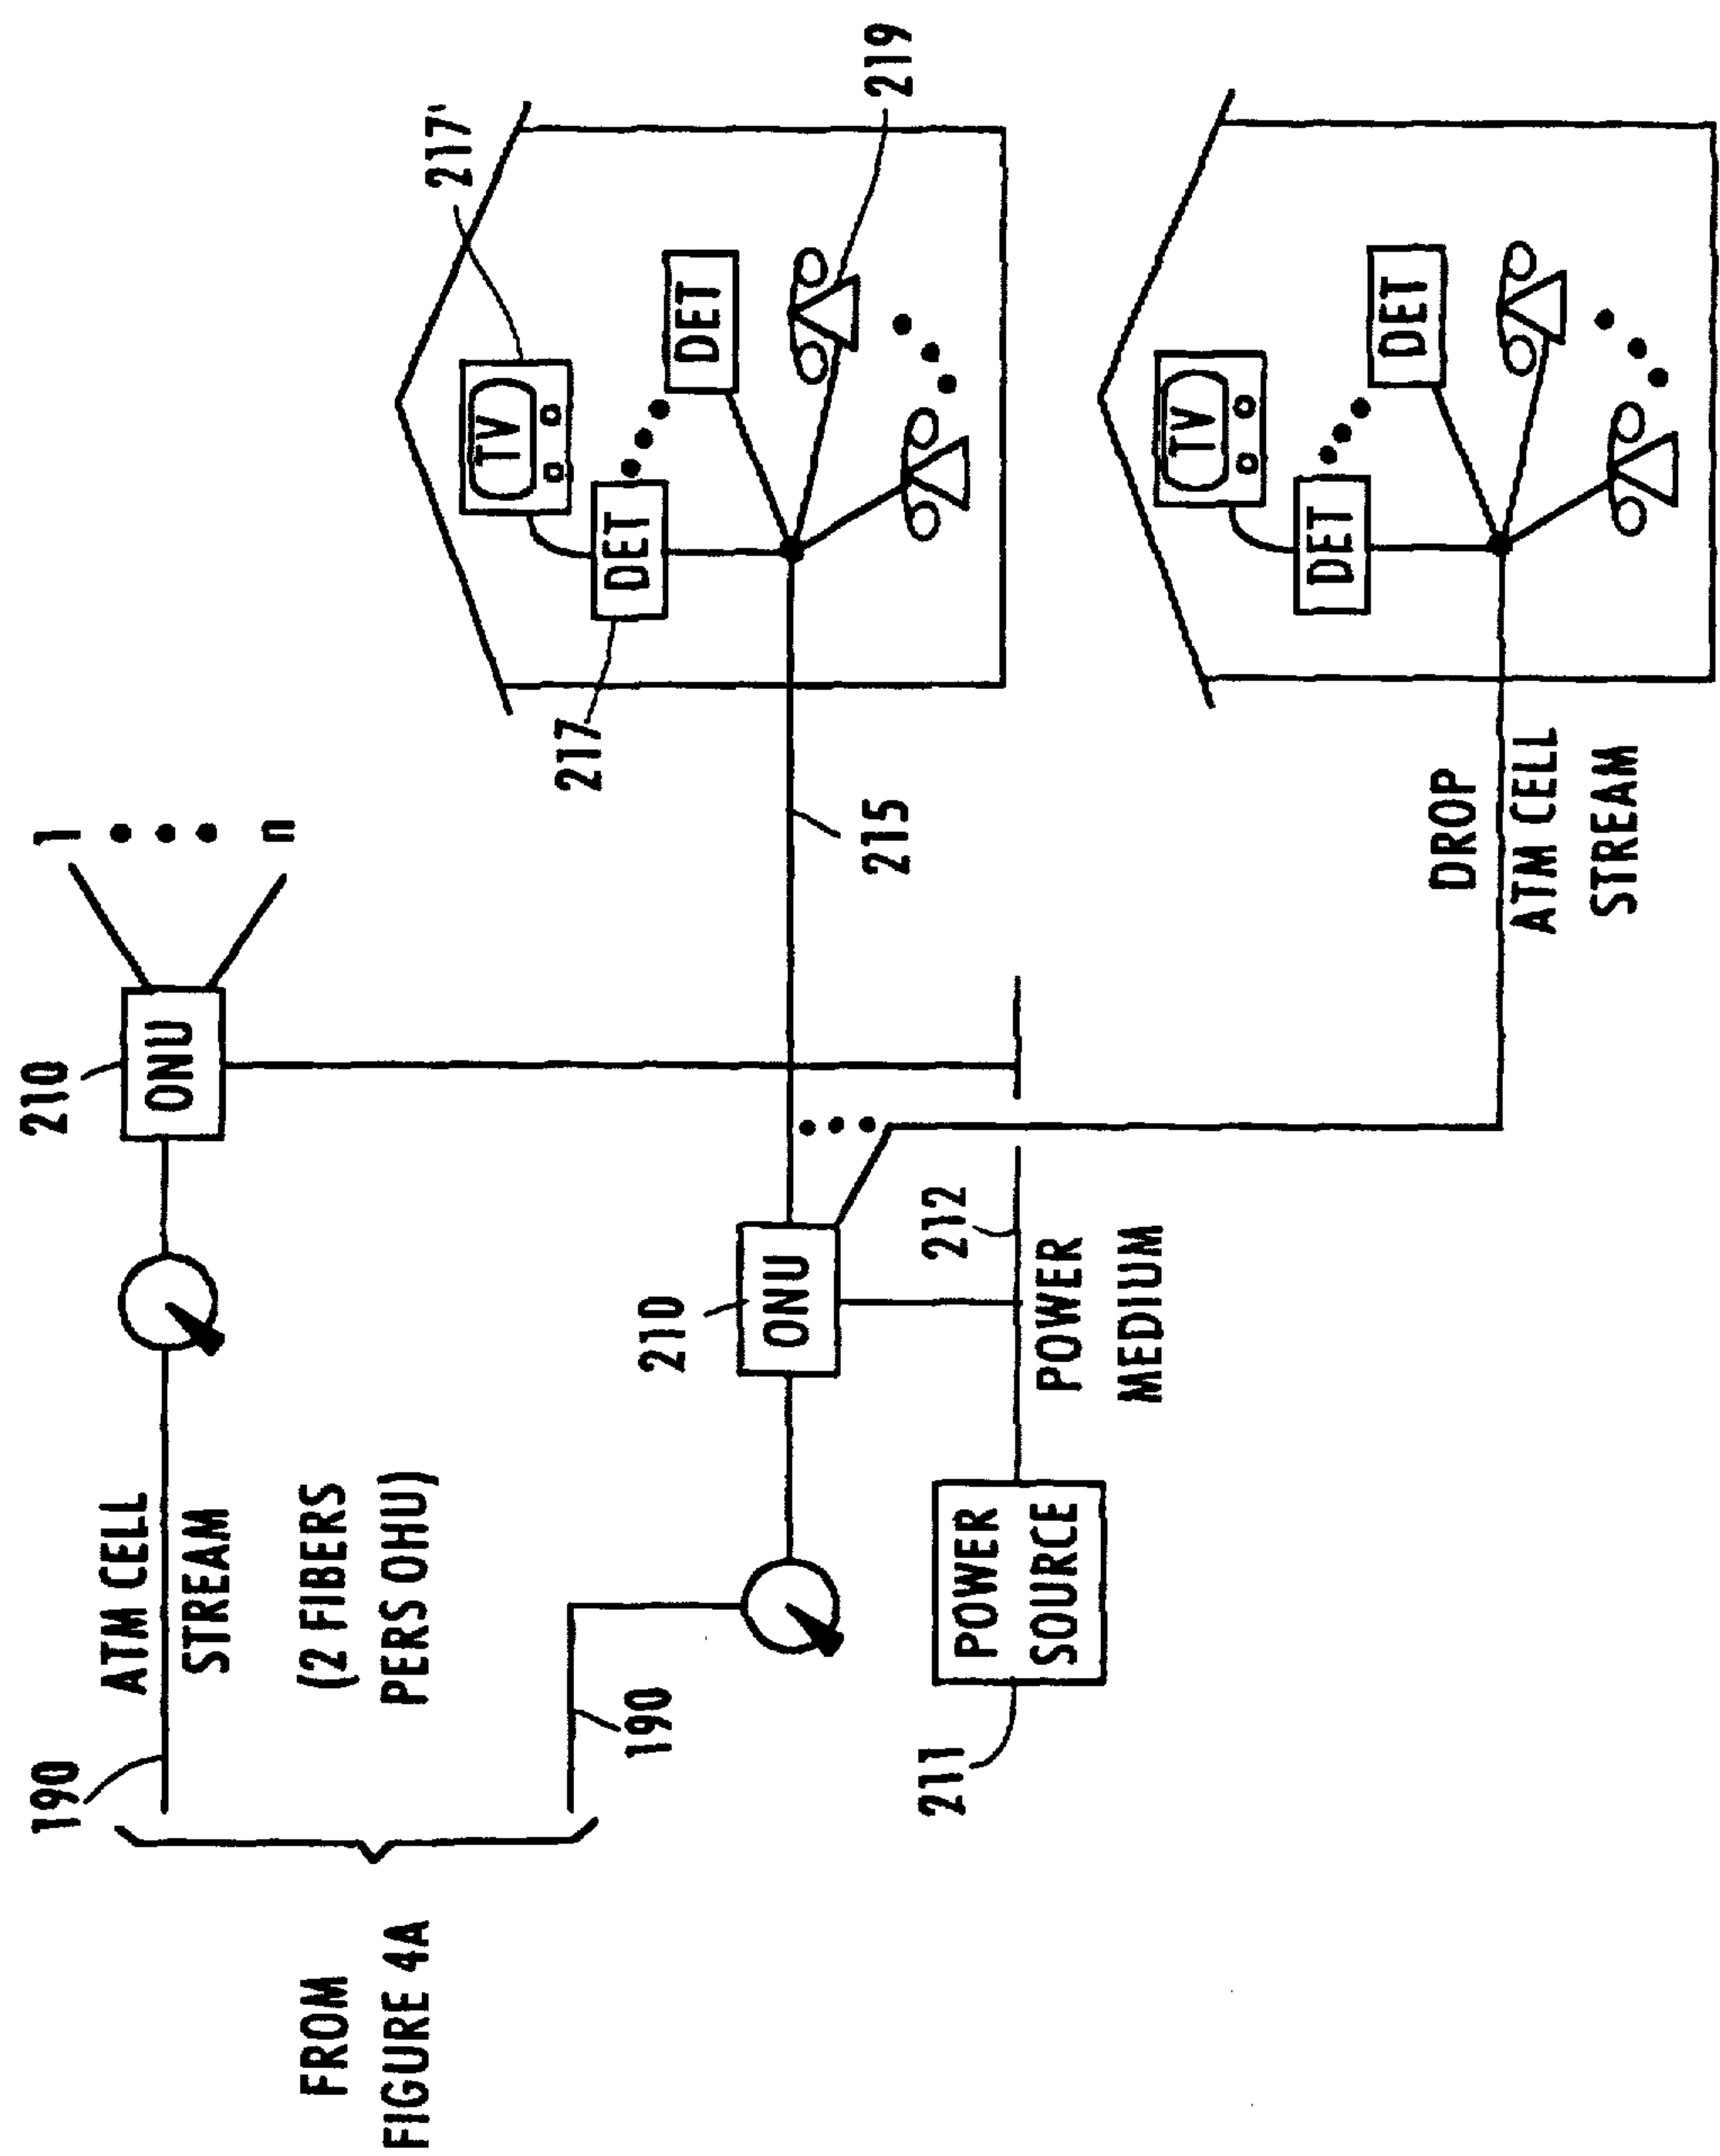 FROM
FIGURE 4A
190
ATM CELL
STREAM
(2 FIBERS
PERS OHU)
190
210
ONU
1
n
210
ONU
211
POWER
SOURCE
212
POWER
MEDIUM
215
217
217'
TV
DET
DET
219
DROP
ATM CELL
STREAM
TV
DET
DET